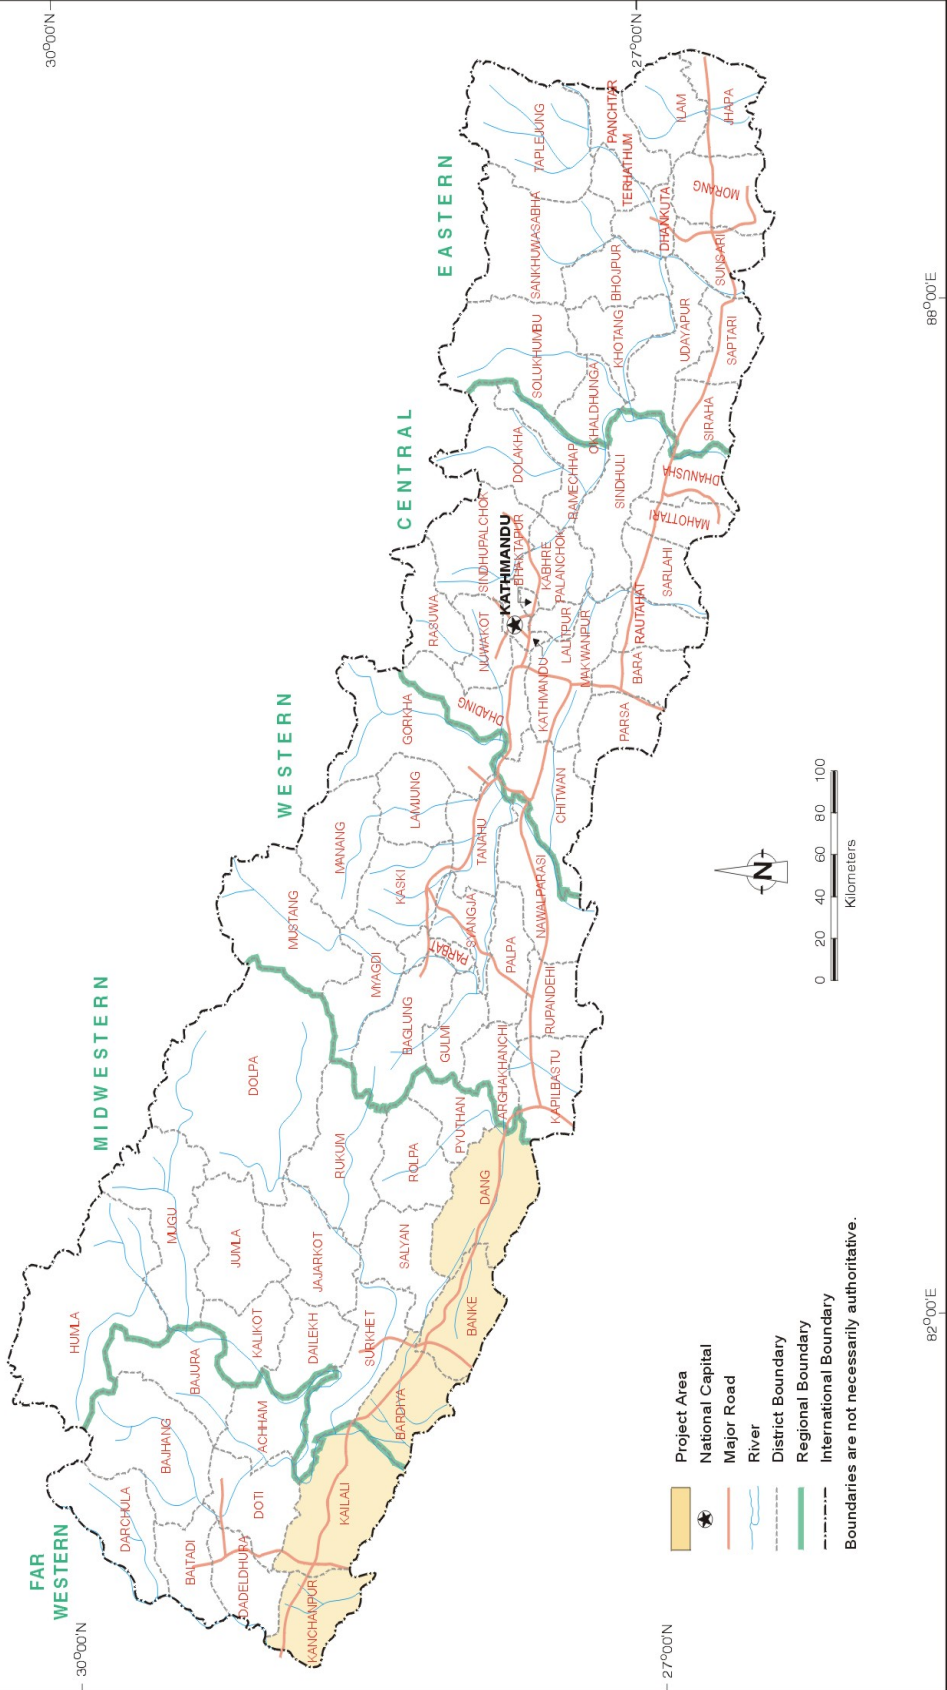 30°00'N
27°00'N
30°00'N
27°00'N
88°00'E
82°00'E
FAR
WESTERN
MIDWESTERN
WESTERN
CENTRAL
EASTERN
DARCHULA
BAJHANG
BAJURA
HUMLA
BALTADI
DADELDHURA
DOTI
ACHHAM
KANCHANPUR
KAILALI
MUGU
JUMLA
KALIKOT
DAILEKH
JAJARKOT
SURKHET
SALYAN
BARDIYA
BANKE
DANG
DOLPA
RUKUM
ROLPA
PYUTHAN
MUSTANG
MANANG
MYAGDI
KASKI
LAMJUNG
GORKHA
BAGLUNG
PARBAT
GULMI
SYANGJA
TANAHU
ARGHAKHANCHI
PALPA
KAPILBASTU
RUPANDEHI
NAWALPARASI
RASUWA
NUWAKOT
DHADING
SINDHUPALCHOK
KATHMANDU
BHAKTAPUR
KABHRE
PALANCHOK
KATHMANDU
LALITPUR
MAKWANPUR
CHITWAN
PARSA
BARA
RAUTAHAT
SARLAHI
MAHOTTARI
DHANUSHA
SINDHULI
RAMECHHAP
DOLAKHA
SOLUKHUMBU
OKHALDHUNGA
KHOTANG
UDAYAPUR
SIRAHA
SAPTARI
SANKHUWASABHA
BHOJPUR
DHANKUTA
SUNSARI
MORANG
TAPLEJUNG
TERHATHUM
PANCHTAR
ILAM
JHAPA
N
0 20 40 60 80 100
Kilometers
Project Area
National Capital
Major Road
River
District Boundary
Regional Boundary
International Boundary
Boundaries are not necessarily authoritative.